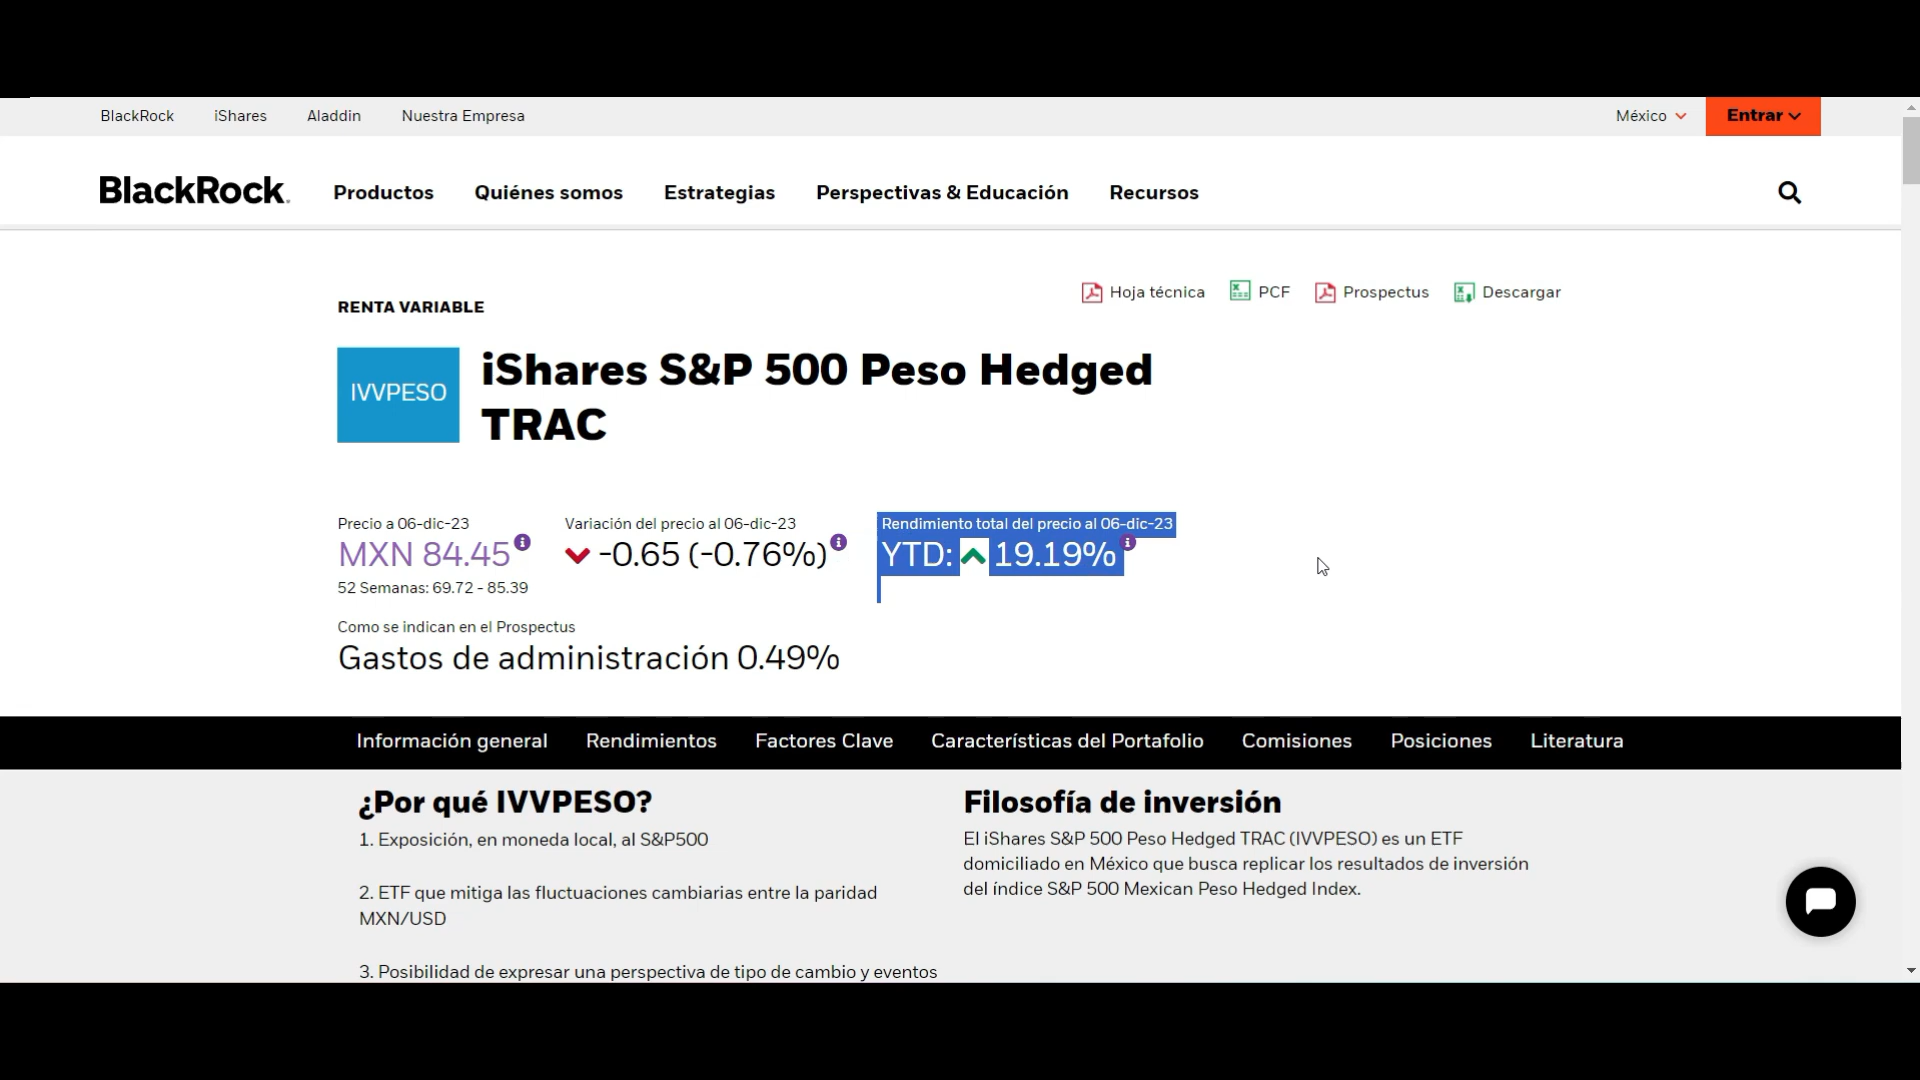 BlackRock iShares Aladdin Nuestra Empresa México Entrar
BlackRock. Productos Quiénes somos Estrategias Perspectivas & Educación Recursos
Hoja técnica PCF Prospectus Descargar
RENTA VARIABLE
IVVPESO
iShares S&P 500 Peso Hedged
TRAC
Precio a 06-dic-23
MXN 84.45
52 Semanas: 69.72 - 85.39
Variación del precio al 06-dic-23
-0.65 (-0.76%)
Rendimiento total del precio al 06-dic-23
YTD: 19.19%
Como se indican en el Prospectus
Gastos de administración 0.49%
Información general Rendimientos Factores Clave Características del Portafolio Comisiones Posiciones Literatura
¿Por qué IVVPESO?
1. Exposición, en moneda local, al S&P500
2. ETF que mitiga las fluctuaciones cambiarias entre la paridad
MXN/USD
3. Posibilidad de expresar una perspectiva de tipo de cambio y eventos
Filosofía de inversión
El iShares S&P 500 Peso Hedged TRAC (IVVPESO) es un ETF
domiciliado en México que busca replicar los resultados de inversión
del índice S&P 500 Mexican Peso Hedged Index.